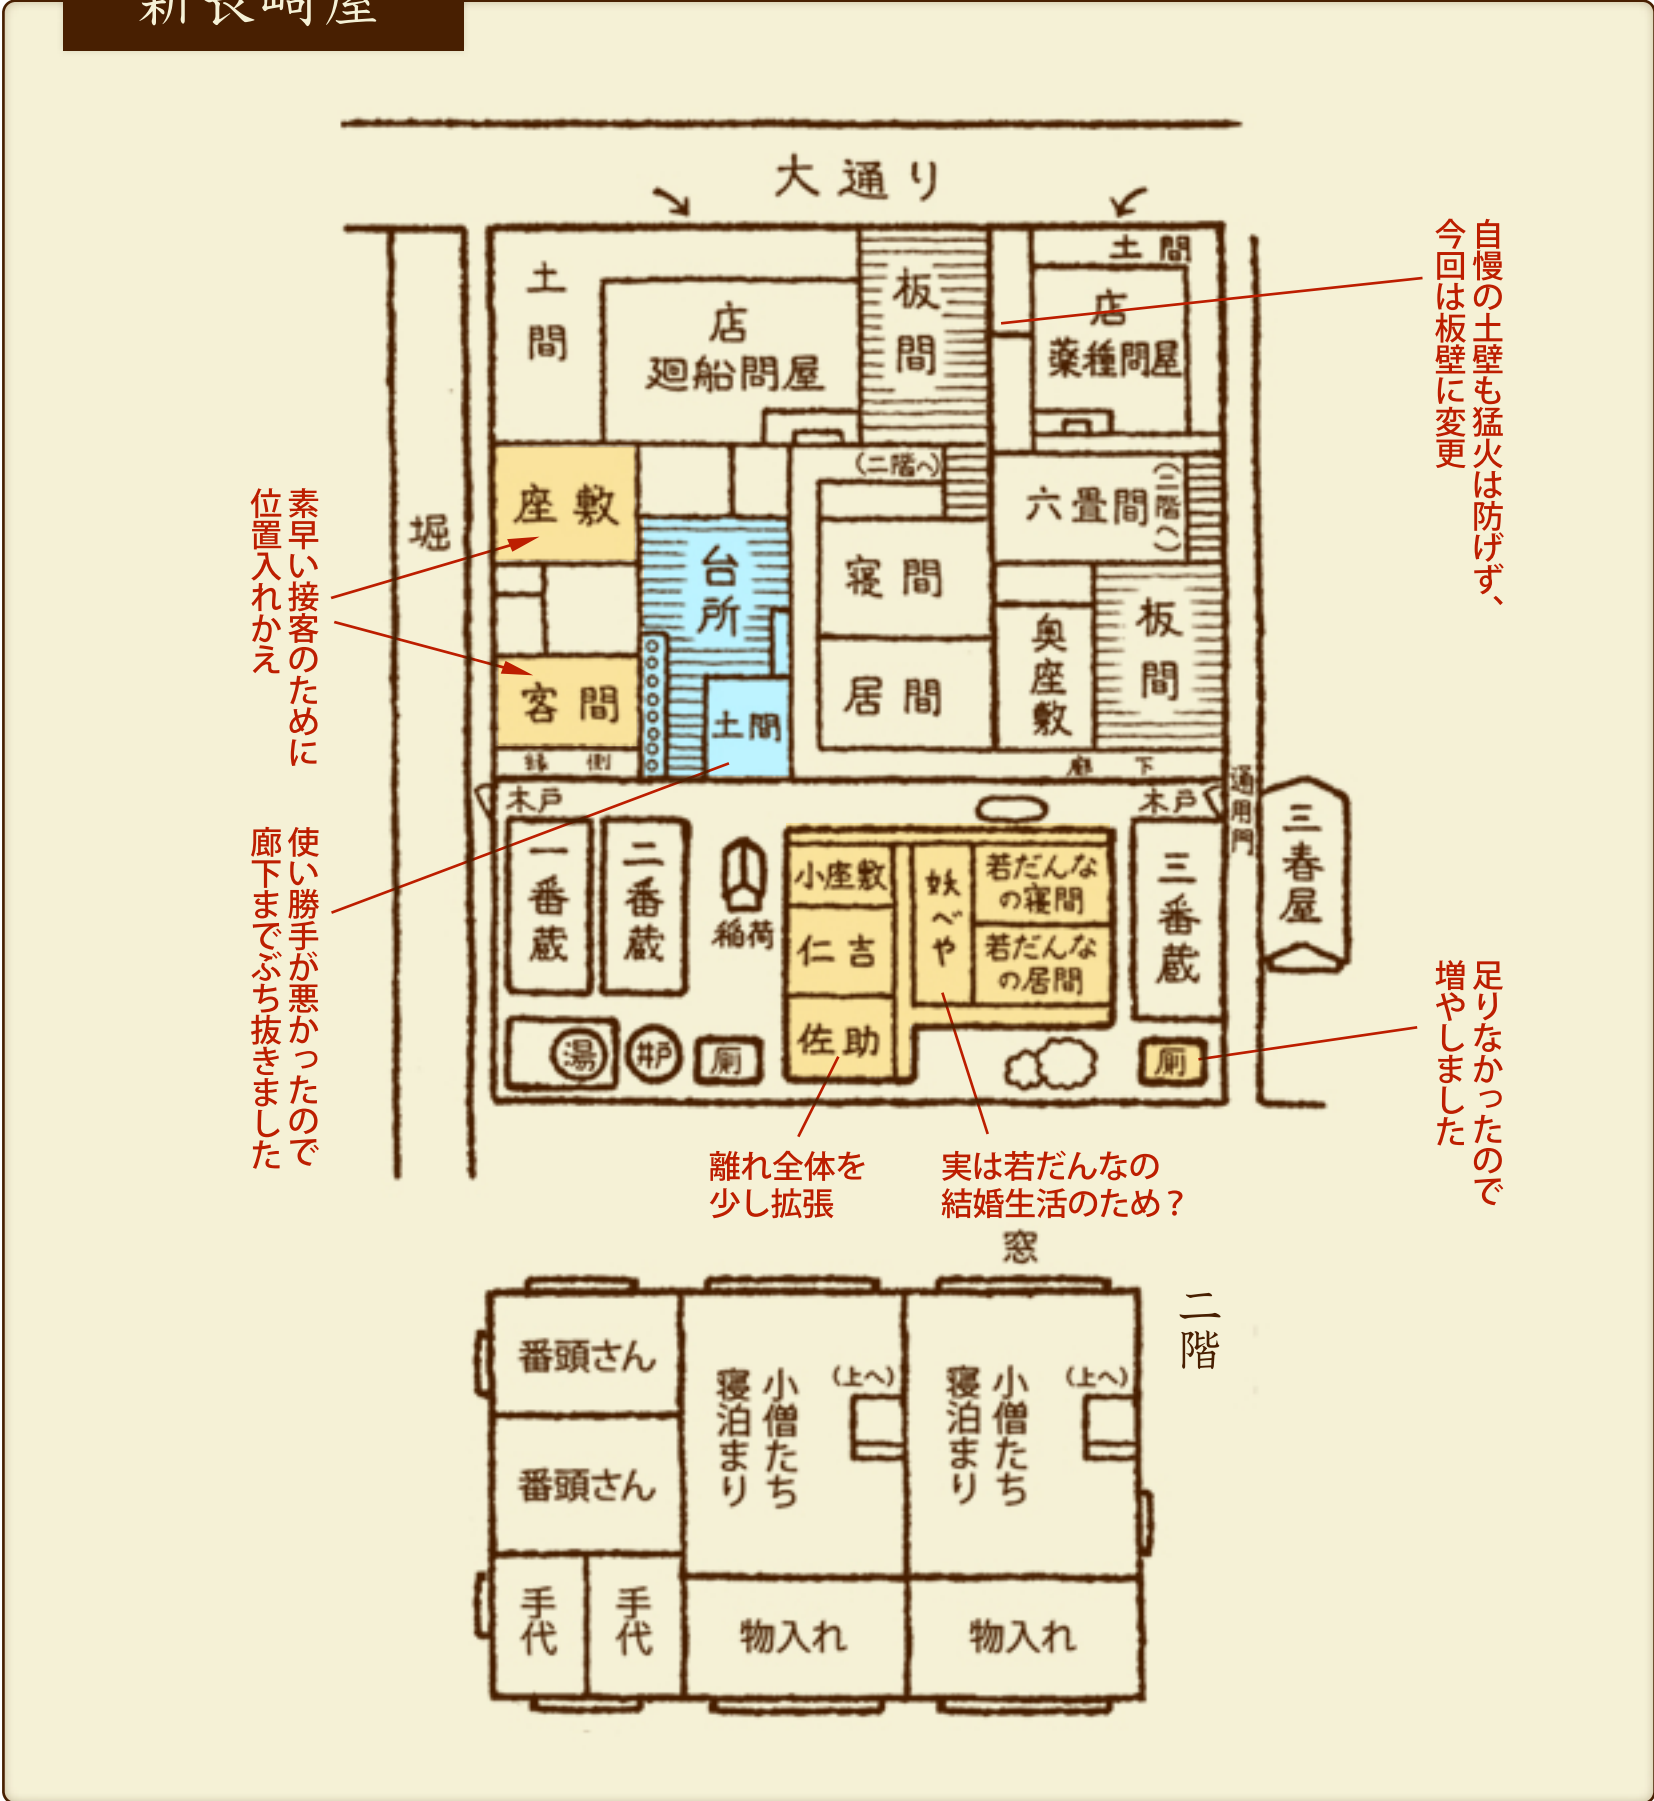 新長崎屋
大通り
土間
店
廻船問屋
板間
土間
店
薬種問屋
自慢の土壁も猛火は防げず、
今回は板壁に変更
座敷
(二階へ)
六畳間
(二階へ)
堀
台所
寝間
素早い接客のために
位置入れかえ
奥座敷
板間
客間
居間
土間
縁側
廊下
木戸
木戸
通用門
三春屋
使い勝手が悪かったので
廊下までぶち抜きました
一番蔵
二番蔵
稲荷
小座敷
妖べや
若だんな
の寝間
仁吉
若だんな
の居間
三番蔵
佐助
湯
井戸
厠
厠
足りなかったので
増やしました
離れ全体を
少し拡張
実は若だんなの
結婚生活のため？
窓
二階
番頭さん
小僧たち
寝泊まり
(上へ)
小僧たち
寝泊まり
(上へ)
番頭さん
手代
手代
物入れ
物入れ